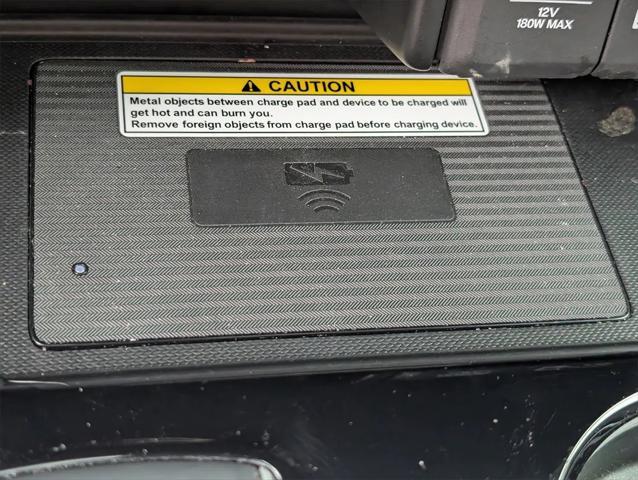 12V
180W MAX
CAUTION
Metal objects between charge pad and device to be charged will
get hot and can burn you.
Remove foreign objects from charge pad before charging device.